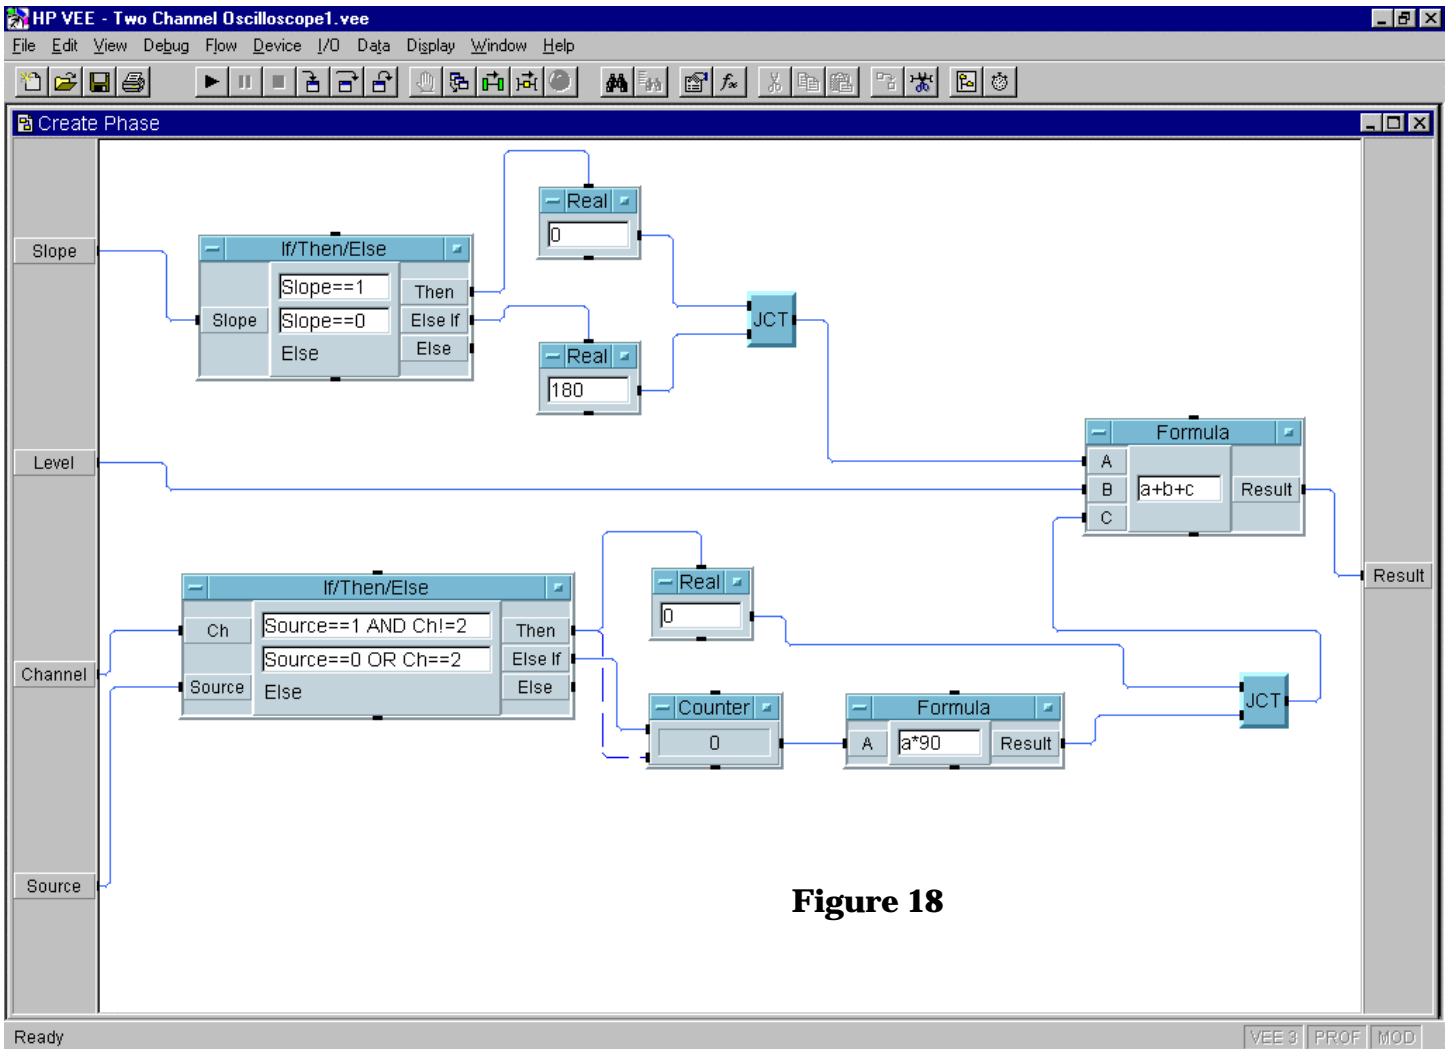 HP VEE - Two Channel Oscilloscope1.vee
File Edit View Debug Flow Device I/O Data Display Window Help
Create Phase
Real
0
Slope
If/Then/Else
Slope==1
Then
Slope
Slope==0
Else If
Else
Else
JCT
Real
180
Level
Formula
A
B
a+b+c
Result
C
Result
If/Then/Else
Ch
Source==1 AND Ch!=2
Then
Source==0 OR Ch==2
Else If
Source
Else
Else
Real
0
Channel
Counter
0
Formula
A
a*90
Result
JCT
Source
Figure 18
Ready
VEE 3 PROF MOD